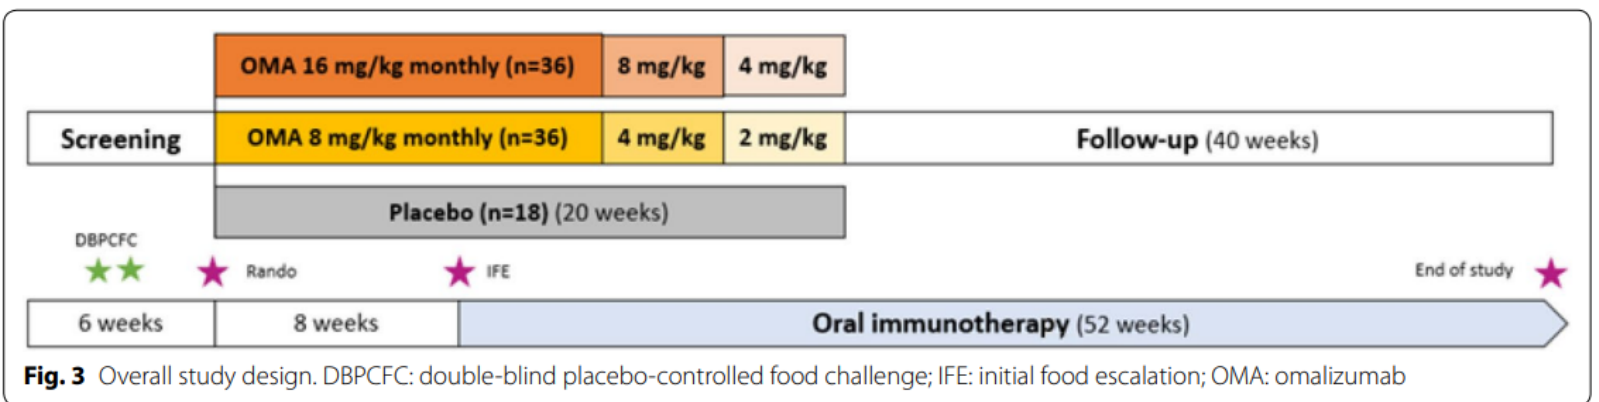 OMA 16 mg/kg monthly (n=36) 8 mg/kg 4 mg/kg
Screening OMA 8 mg/kg monthly (n=36) 4 mg/kg 2 mg/kg Follow-up (40 weeks)
Placebo (n=18) (20 weeks)
DBPCFC
Rando IFE End of study
6 weeks 8 weeks Oral immunotherapy (52 weeks)
Fig. 3 Overall study design. DBPCFC: double-blind placebo-controlled food challenge; IFE: initial food escalation; OMA: omalizumab